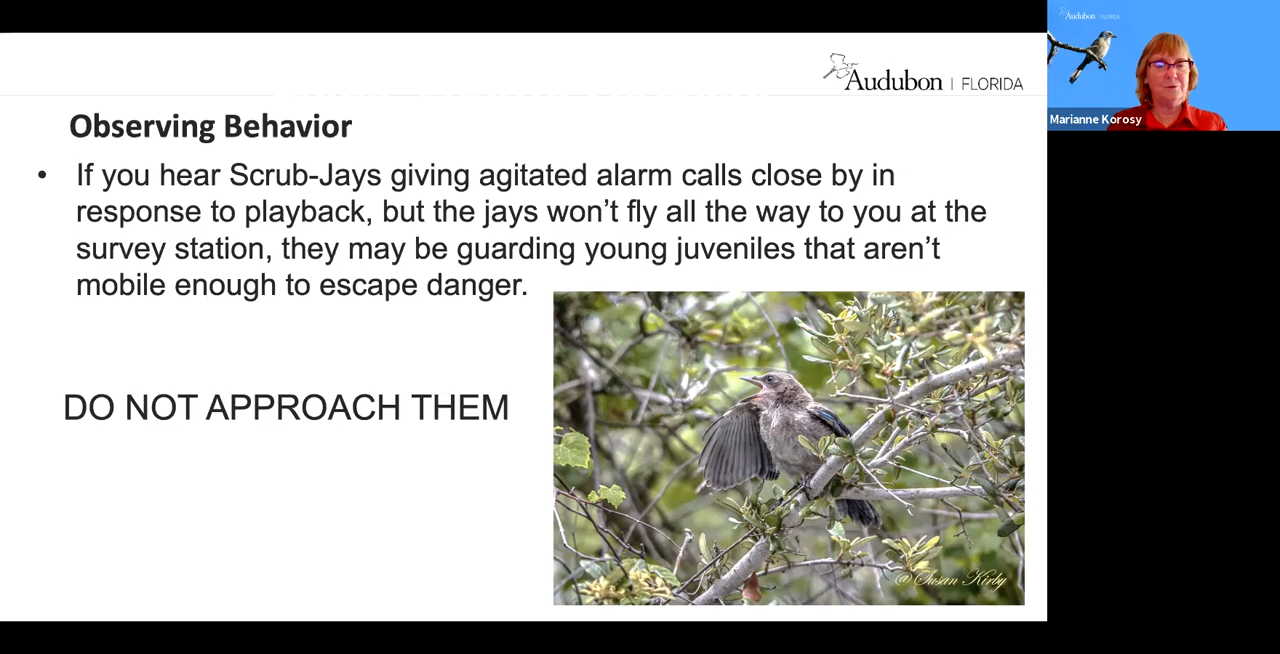 Audubon | FLORIDA
Audubon | FLORIDA
Marianne Korosy
Observing Behavior
• If you hear Scrub-Jays giving agitated alarm calls close by in
response to playback, but the jays won’t fly all the way to you at the
survey station, they may be guarding young juveniles that aren’t
mobile enough to escape danger.
DO NOT APPROACH THEM
@Susan Kirby